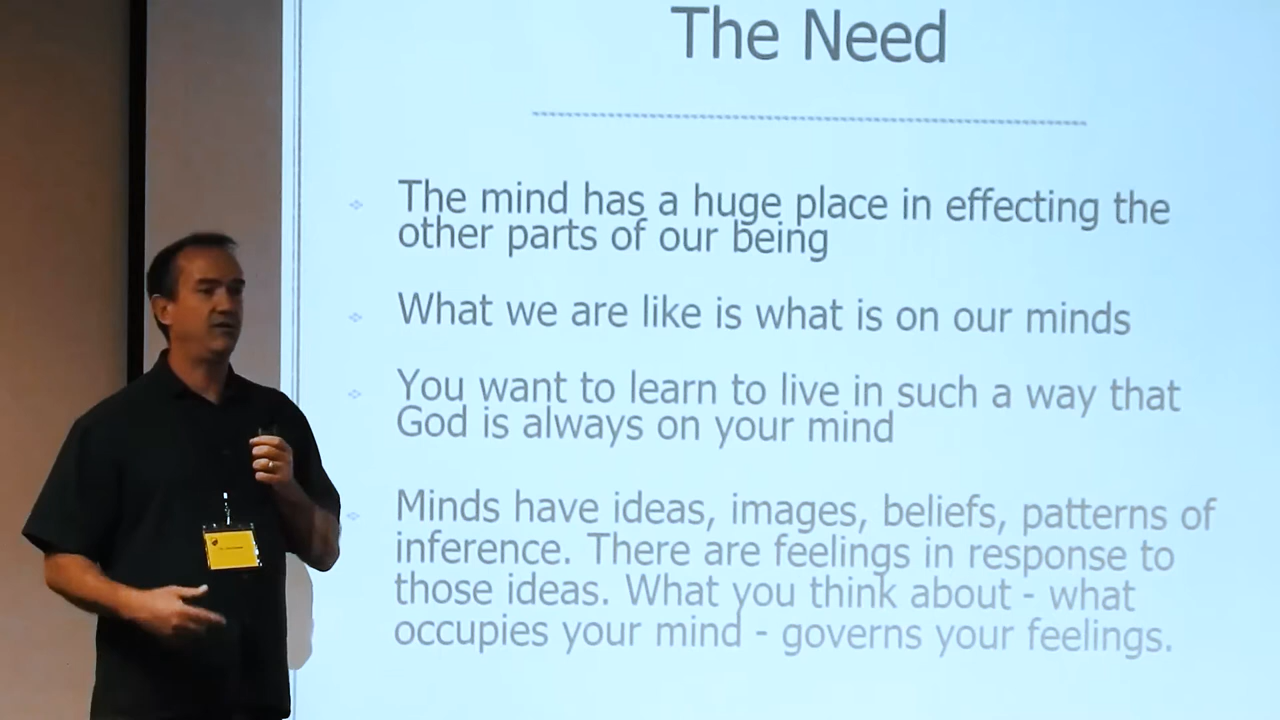 The Need
The mind has a huge place in effecting the
other parts of our being
What we are like is what is on our minds
You want to learn to live in such a way that
God is always on your mind
Minds have ideas, images, beliefs, patterns of
inference. There are feelings in response to
those ideas. What you think about - what
occupies your mind - governs your feelings.